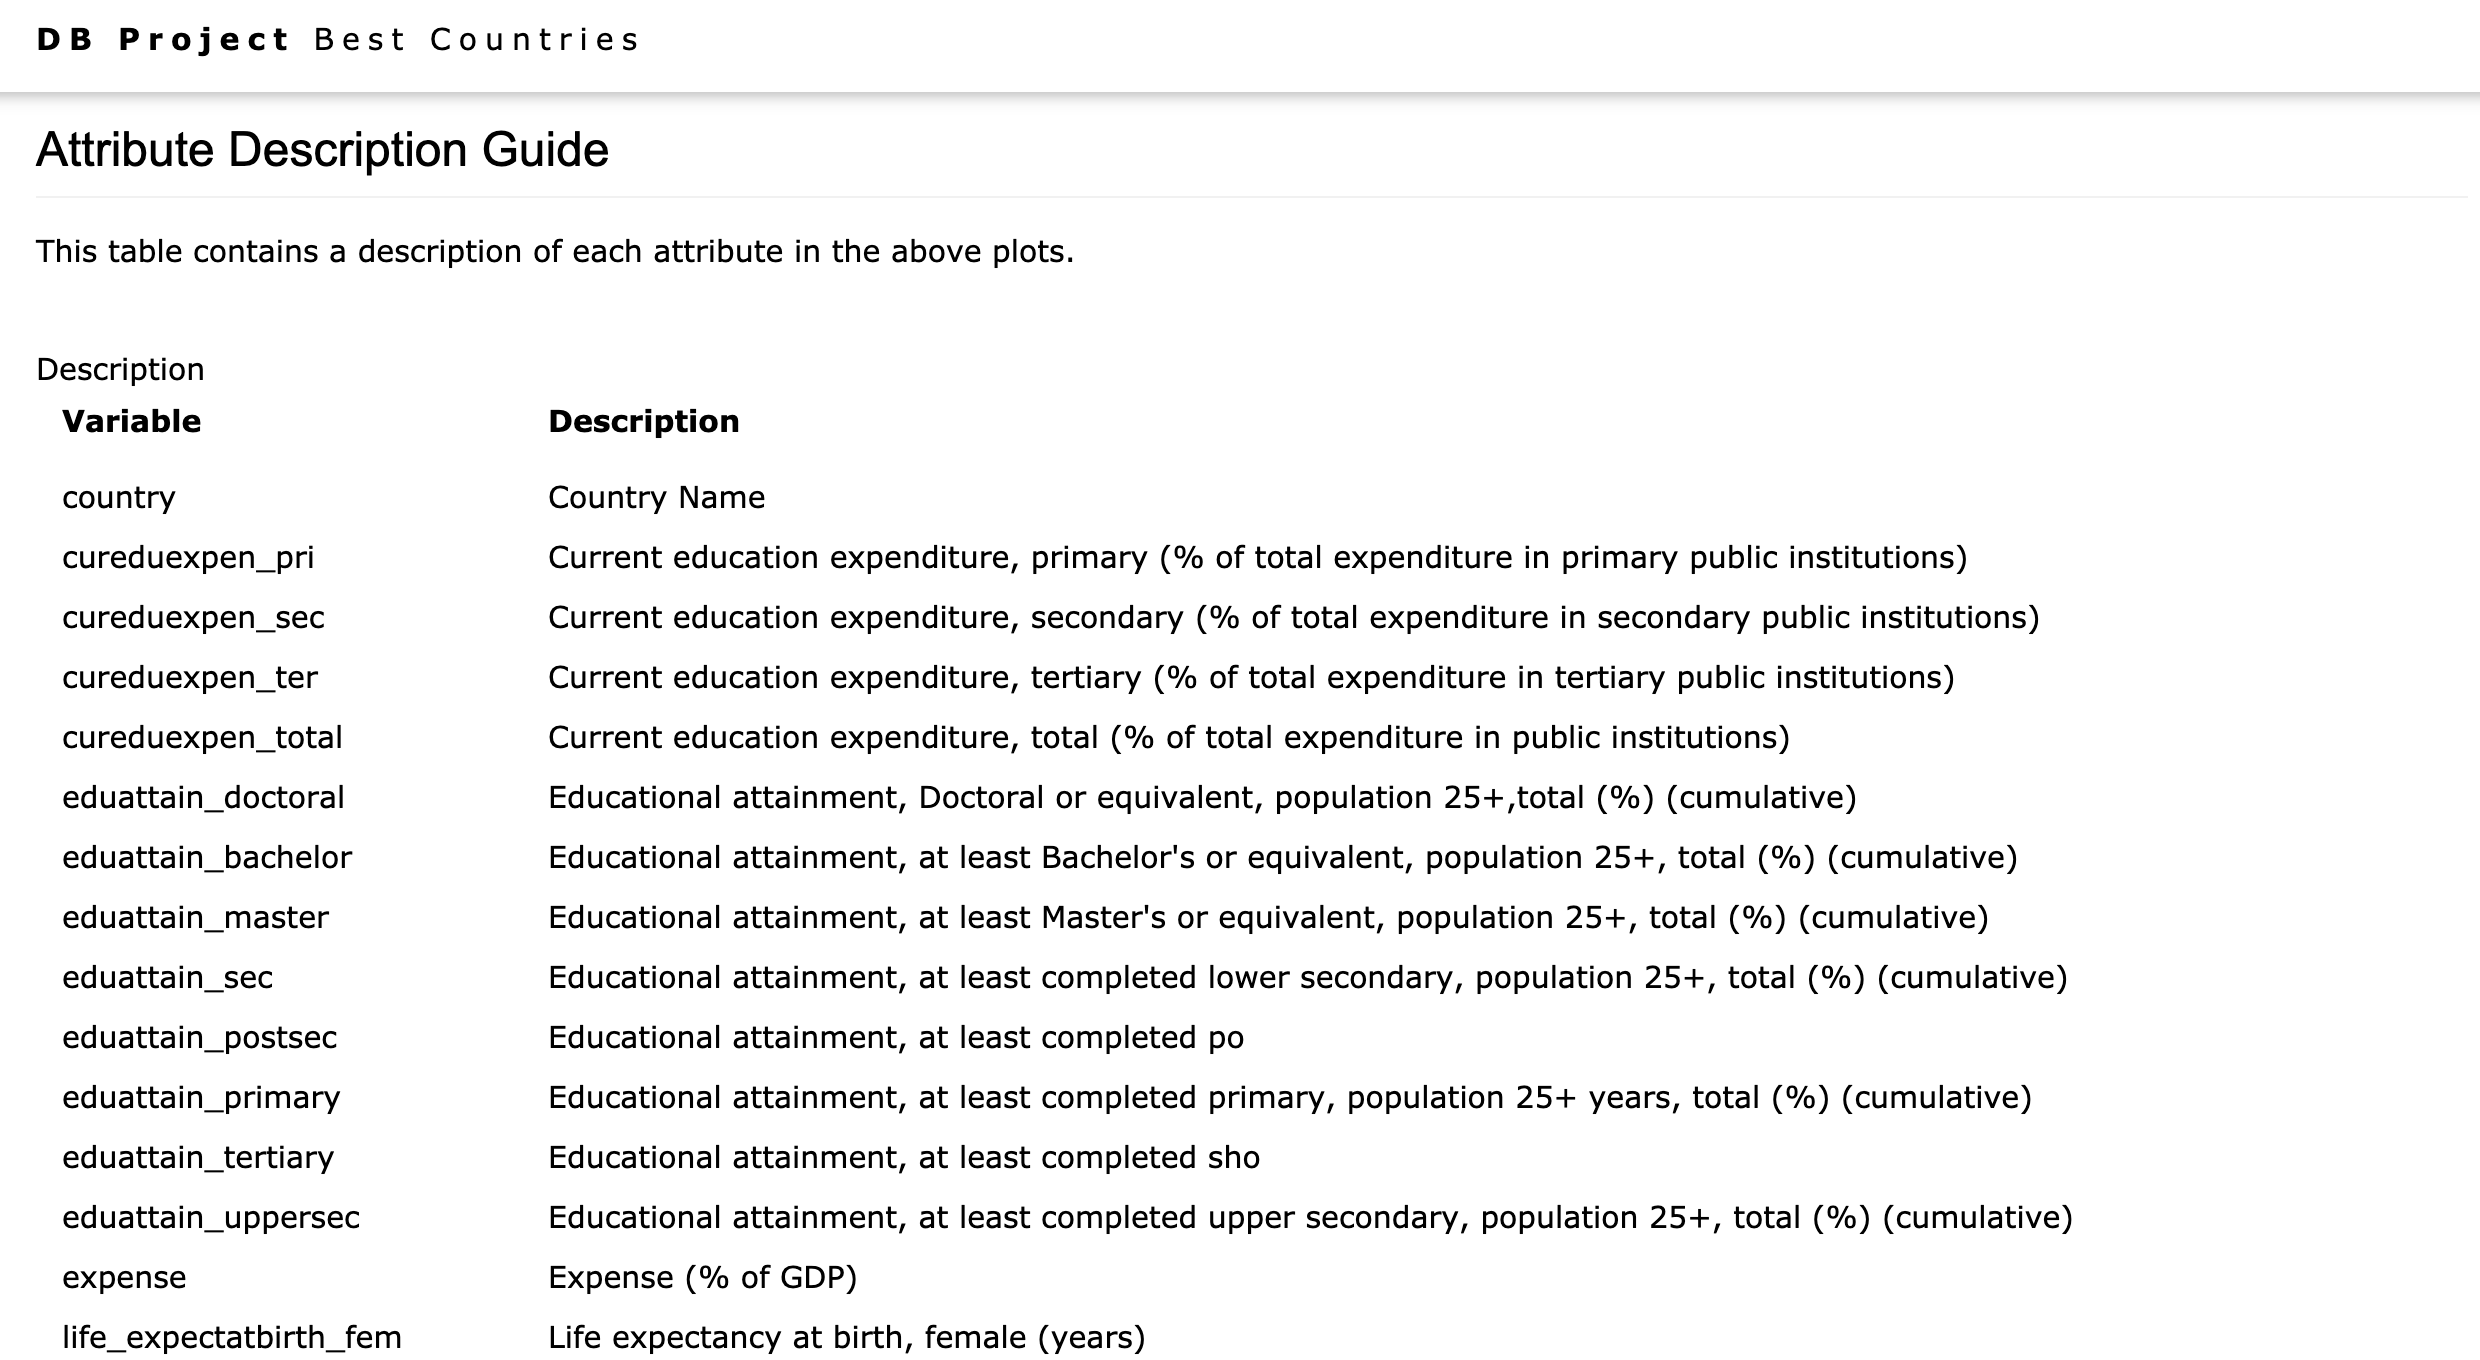 DB Project Best Countries
Attribute Description Guide
This table contains a description of each attribute in the above plots.
Description
Variable Description
country Country Name
cureduexpen_pri Current education expenditure, primary (% of total expenditure in primary public institutions)
cureduexpen_sec Current education expenditure, secondary (% of total expenditure in secondary public institutions)
cureduexpen_ter Current education expenditure, tertiary (% of total expenditure in tertiary public institutions)
cureduexpen_total Current education expenditure, total (% of total expenditure in public institutions)
eduattain_doctoral Educational attainment, Doctoral or equivalent, population 25+,total (%) (cumulative)
eduattain_bachelor Educational attainment, at least Bachelor's or equivalent, population 25+, total (%) (cumulative)
eduattain_master Educational attainment, at least Master's or equivalent, population 25+, total (%) (cumulative)
eduattain_sec Educational attainment, at least completed lower secondary, population 25+, total (%) (cumulative)
eduattain_postsec Educational attainment, at least completed po
eduattain_primary Educational attainment, at least completed primary, population 25+ years, total (%) (cumulative)
eduattain_tertiary Educational attainment, at least completed sho
eduattain_uppersec Educational attainment, at least completed upper secondary, population 25+, total (%) (cumulative)
expense Expense (% of GDP)
life_expectatbirth_fem Life expectancy at birth, female (years)